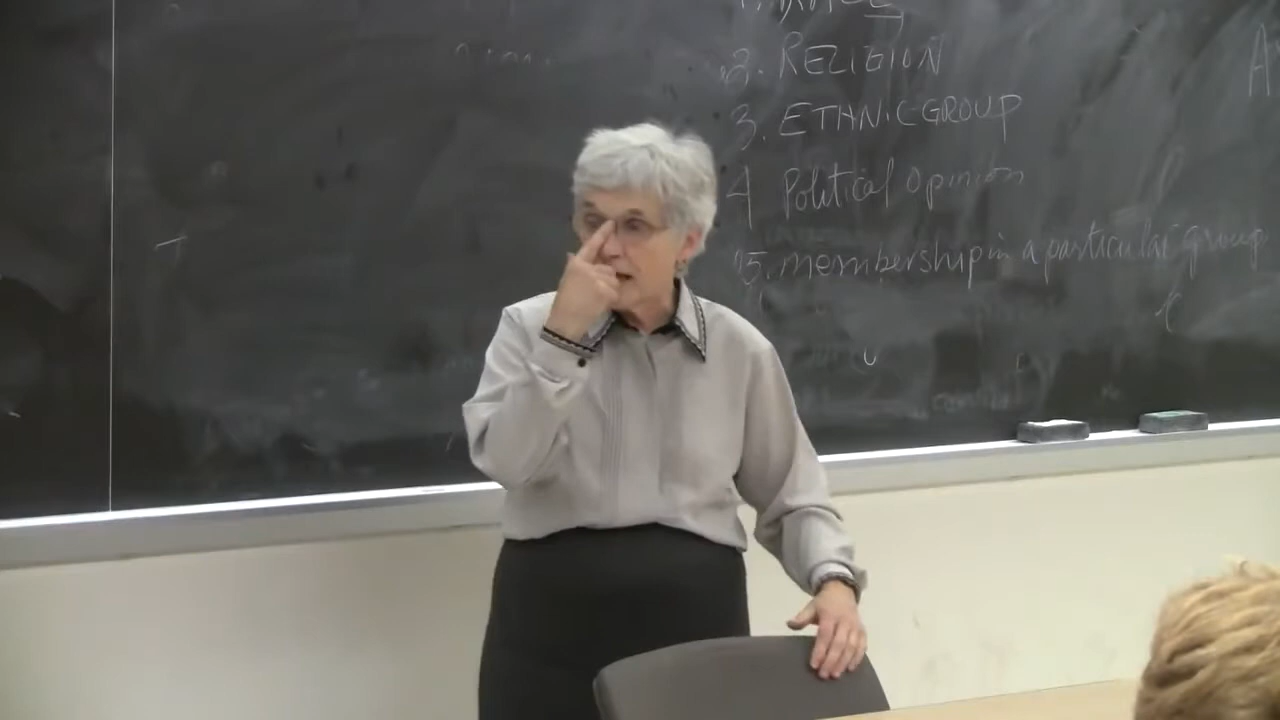 2. RELIGION
3. ETHNIC GROUP
4 Political opinion
5. membership in a particular group